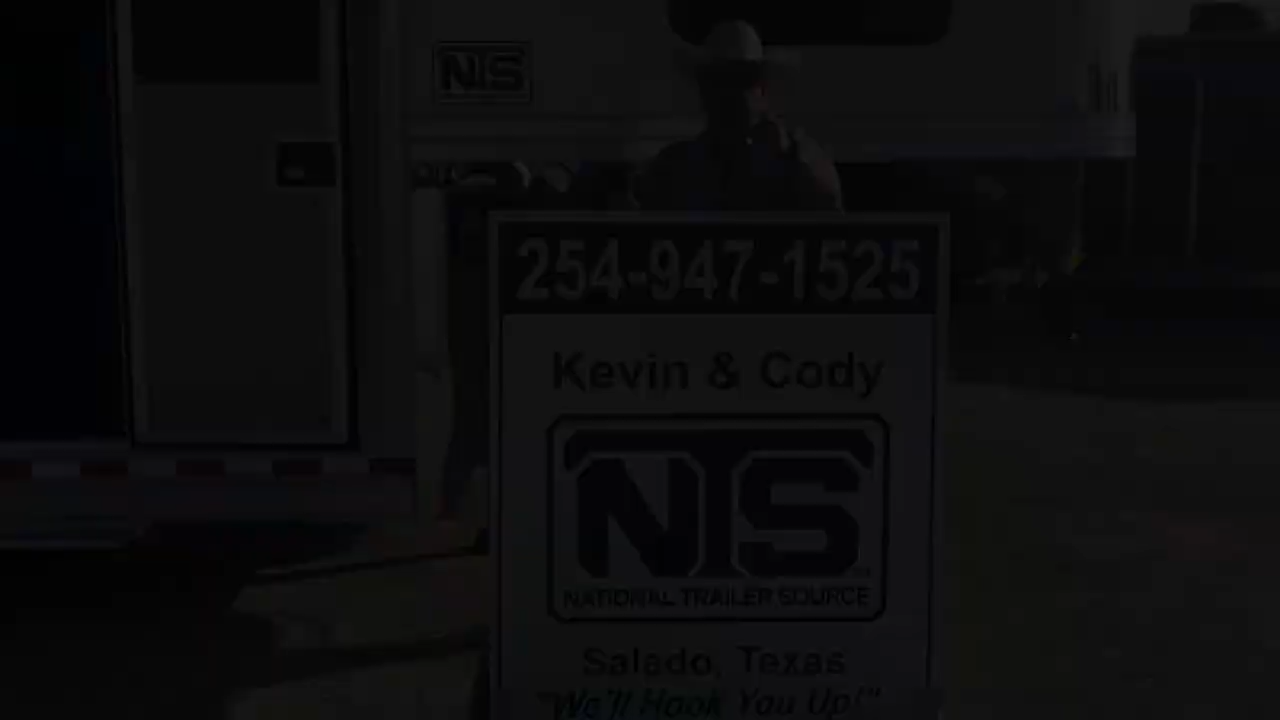 NTS
254-947-1525
Kevin & Cody
NTS
NATIONAL TRAILER SOURCE
Salado, Texas
"We'll Hook You Up!"